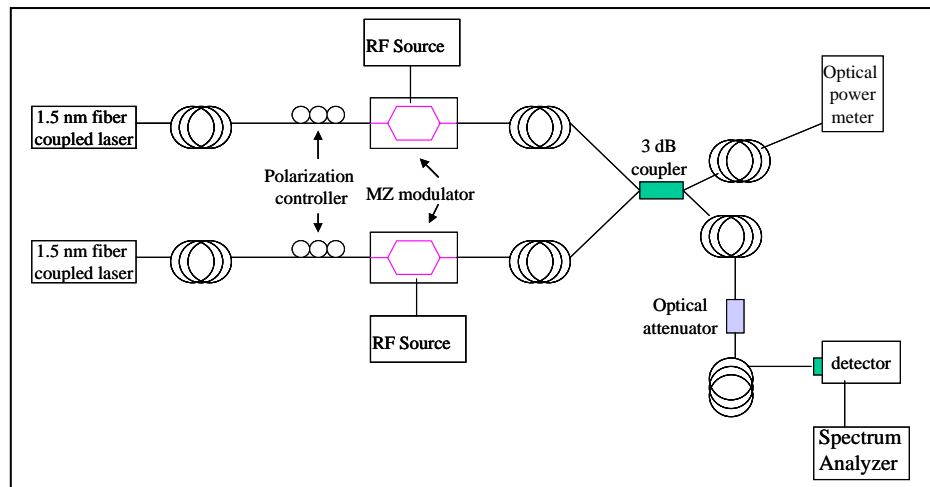 RF Source
1.5 nm fiber
coupled laser
Polarization
controller
MZ modulator
3 dB
coupler
Optical
power
meter
1.5 nm fiber
coupled laser
RF Source
Optical
attenuator
detector
Spectrum
Analyzer